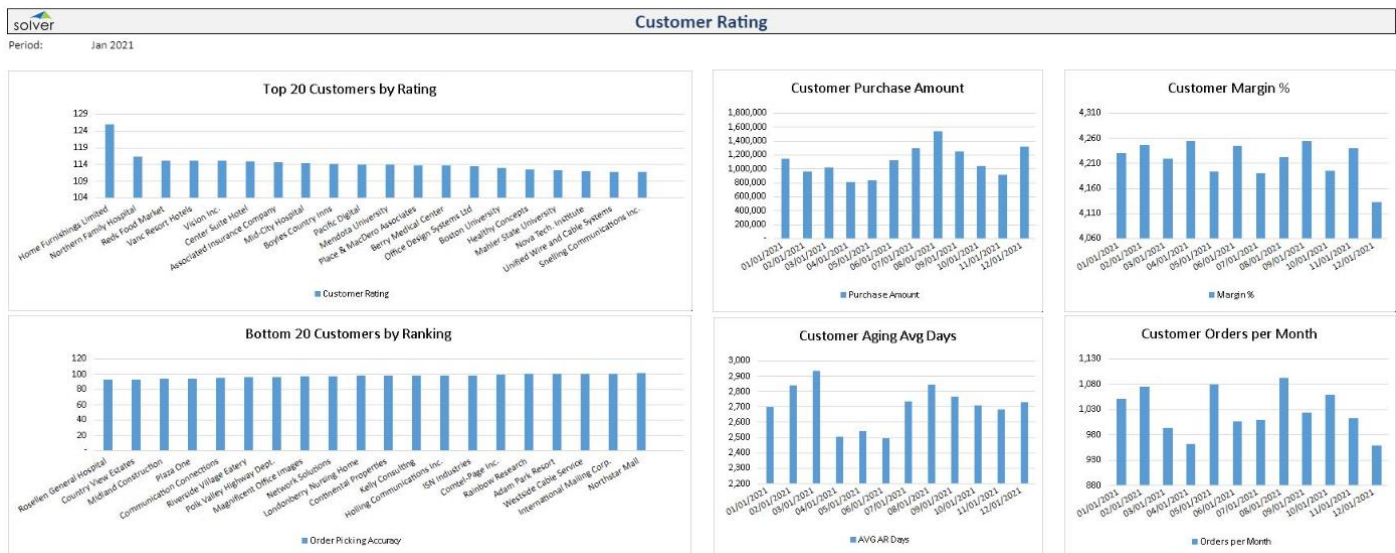 solver
Customer Rating
Period: Jan 2021
Top 20 Customers by Rating
129
124
119
114
109
104
Home Furnishings Limited
Northern Family Hospital
Reds Food Market
Vanc Resort Hotels
Vision Inc.
Center Suite Hotel
Associated Insurance Company
Mid-City Hospital
Boyles Country Inns
Pacific Digital
Mendota University
Place & MacDero Associates
Berry Medical Center
Office Design Systems Ltd
Boston University
Healthy Concepts
Mahler State University
Nova Tech. Institute
Unified Wire and Cable Systems
Snelling Communications Inc.
Customer Rating
Customer Purchase Amount
1,800,000
1,600,000
1,400,000
1,200,000
1,000,000
800,000
600,000
400,000
200,000
-
01/01/2021
02/01/2021
03/01/2021
04/01/2021
05/01/2021
06/01/2021
07/01/2021
08/01/2021
09/01/2021
10/01/2021
11/01/2021
12/01/2021
Purchase Amount
Customer Margin %
4,310
4,260
4,210
4,160
4,110
4,060
01/01/2021
02/01/2021
03/01/2021
04/01/2021
05/01/2021
06/01/2021
07/01/2021
08/01/2021
09/01/2021
10/01/2021
11/01/2021
12/01/2021
Margin %
Bottom 20 Customers by Ranking
120
100
80
60
40
20
-
Rosellen General Hospital
Country View Estates
Midland Construction
Plaza One
Communication Connections
Riverside Village Eatery
Polk Valley Highway Dept.
Magnificent Office Images
Network Solutions
Londonberry Nursing Home
Continental Properties
Kelly Consulting
Holling Communications Inc.
ISN Industries
Comtel-Page Inc.
Rainbow Research
Adam Park Resort
Westside Cable Service
International Mailing Corp.
Northstar Mall
Order Picking Accuracy
Customer Aging Avg Days
3,000
2,900
2,800
2,700
2,600
2,500
2,400
2,300
2,200
01/01/2021
02/01/2021
03/01/2021
04/01/2021
05/01/2021
06/01/2021
07/01/2021
08/01/2021
09/01/2021
10/01/2021
11/01/2021
12/01/2021
AVG AR Days
Customer Orders per Month
1,130
1,080
1,030
980
930
880
01/01/2021
02/01/2021
03/01/2021
04/01/2021
05/01/2021
06/01/2021
07/01/2021
08/01/2021
09/01/2021
10/01/2021
11/01/2021
12/01/2021
Orders per Month